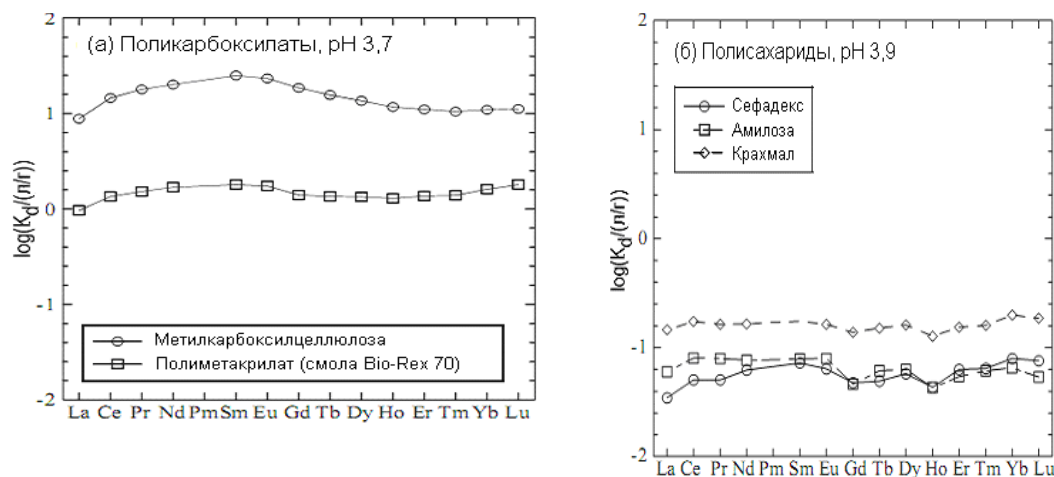 (а) Поликарбоксилаты, pH 3,7
2
1
0
-1
-2
log(Kd/(л/г))
Метилкарбоксилцеллюлоза
Полиметакрилат (смола Bio-Rex 70)
La Ce Pr Nd Pm Sm Eu Gd Tb Dy Ho Er Tm Yb Lu
(б) Полисахариды, pH 3,9
2
1
0
-1
-2
log(Kd/(л/г))
Сефадекс
Амилоза
Крахмал
La Ce Pr Nd Pm Sm Eu Gd Tb Dy Ho Er Tm Yb Lu